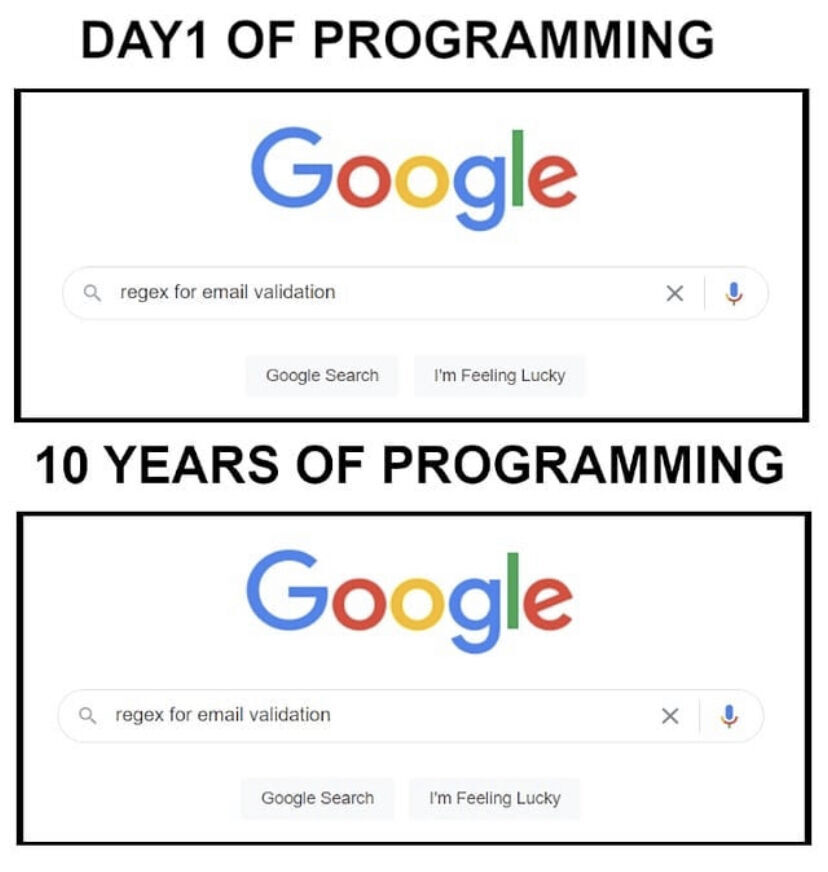 DAY1 OF PROGRAMMING
Google
regex for email validation
Google Search I'm Feeling Lucky
10 YEARS OF PROGRAMMING
Google
regex for email validation
Google Search I'm Feeling Lucky